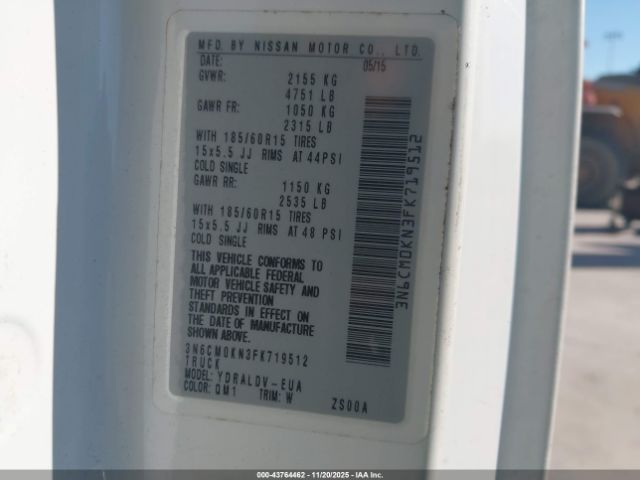 MFD. BY NISSAN MOTOR CO., LTD.
DATE: 05/15
GVWR: 2155 KG
4751 LB
GAWR FR: 1050 KG
2315 LB
WITH 185/60R15 TIRES
15x5.5 JJ RIMS AT 44PSI
COLD SINGLE
GAWR RR: 1150 KG
2535 LB
WITH 185/60R15 TIRES
15x5.5 JJ RIMS AT 48 PSI
COLD SINGLE
THIS VEHICLE CONFORMS TO
ALL APPLICABLE FEDERAL
MOTOR VEHICLE SAFETY AND
THEFT PREVENTION
STANDARDS IN EFFECT ON
THE DATE OF MANUFACTURE
SHOWN ABOVE.
3N6CM0KN3FK719512
TRUCK
MODEL: YDRALDV-EUA
COLOR: QM1 TRIM: W ZS00A
3N6CM0KN3FK719512
000-43764462 - 11/20/2025 - IAAI.COM